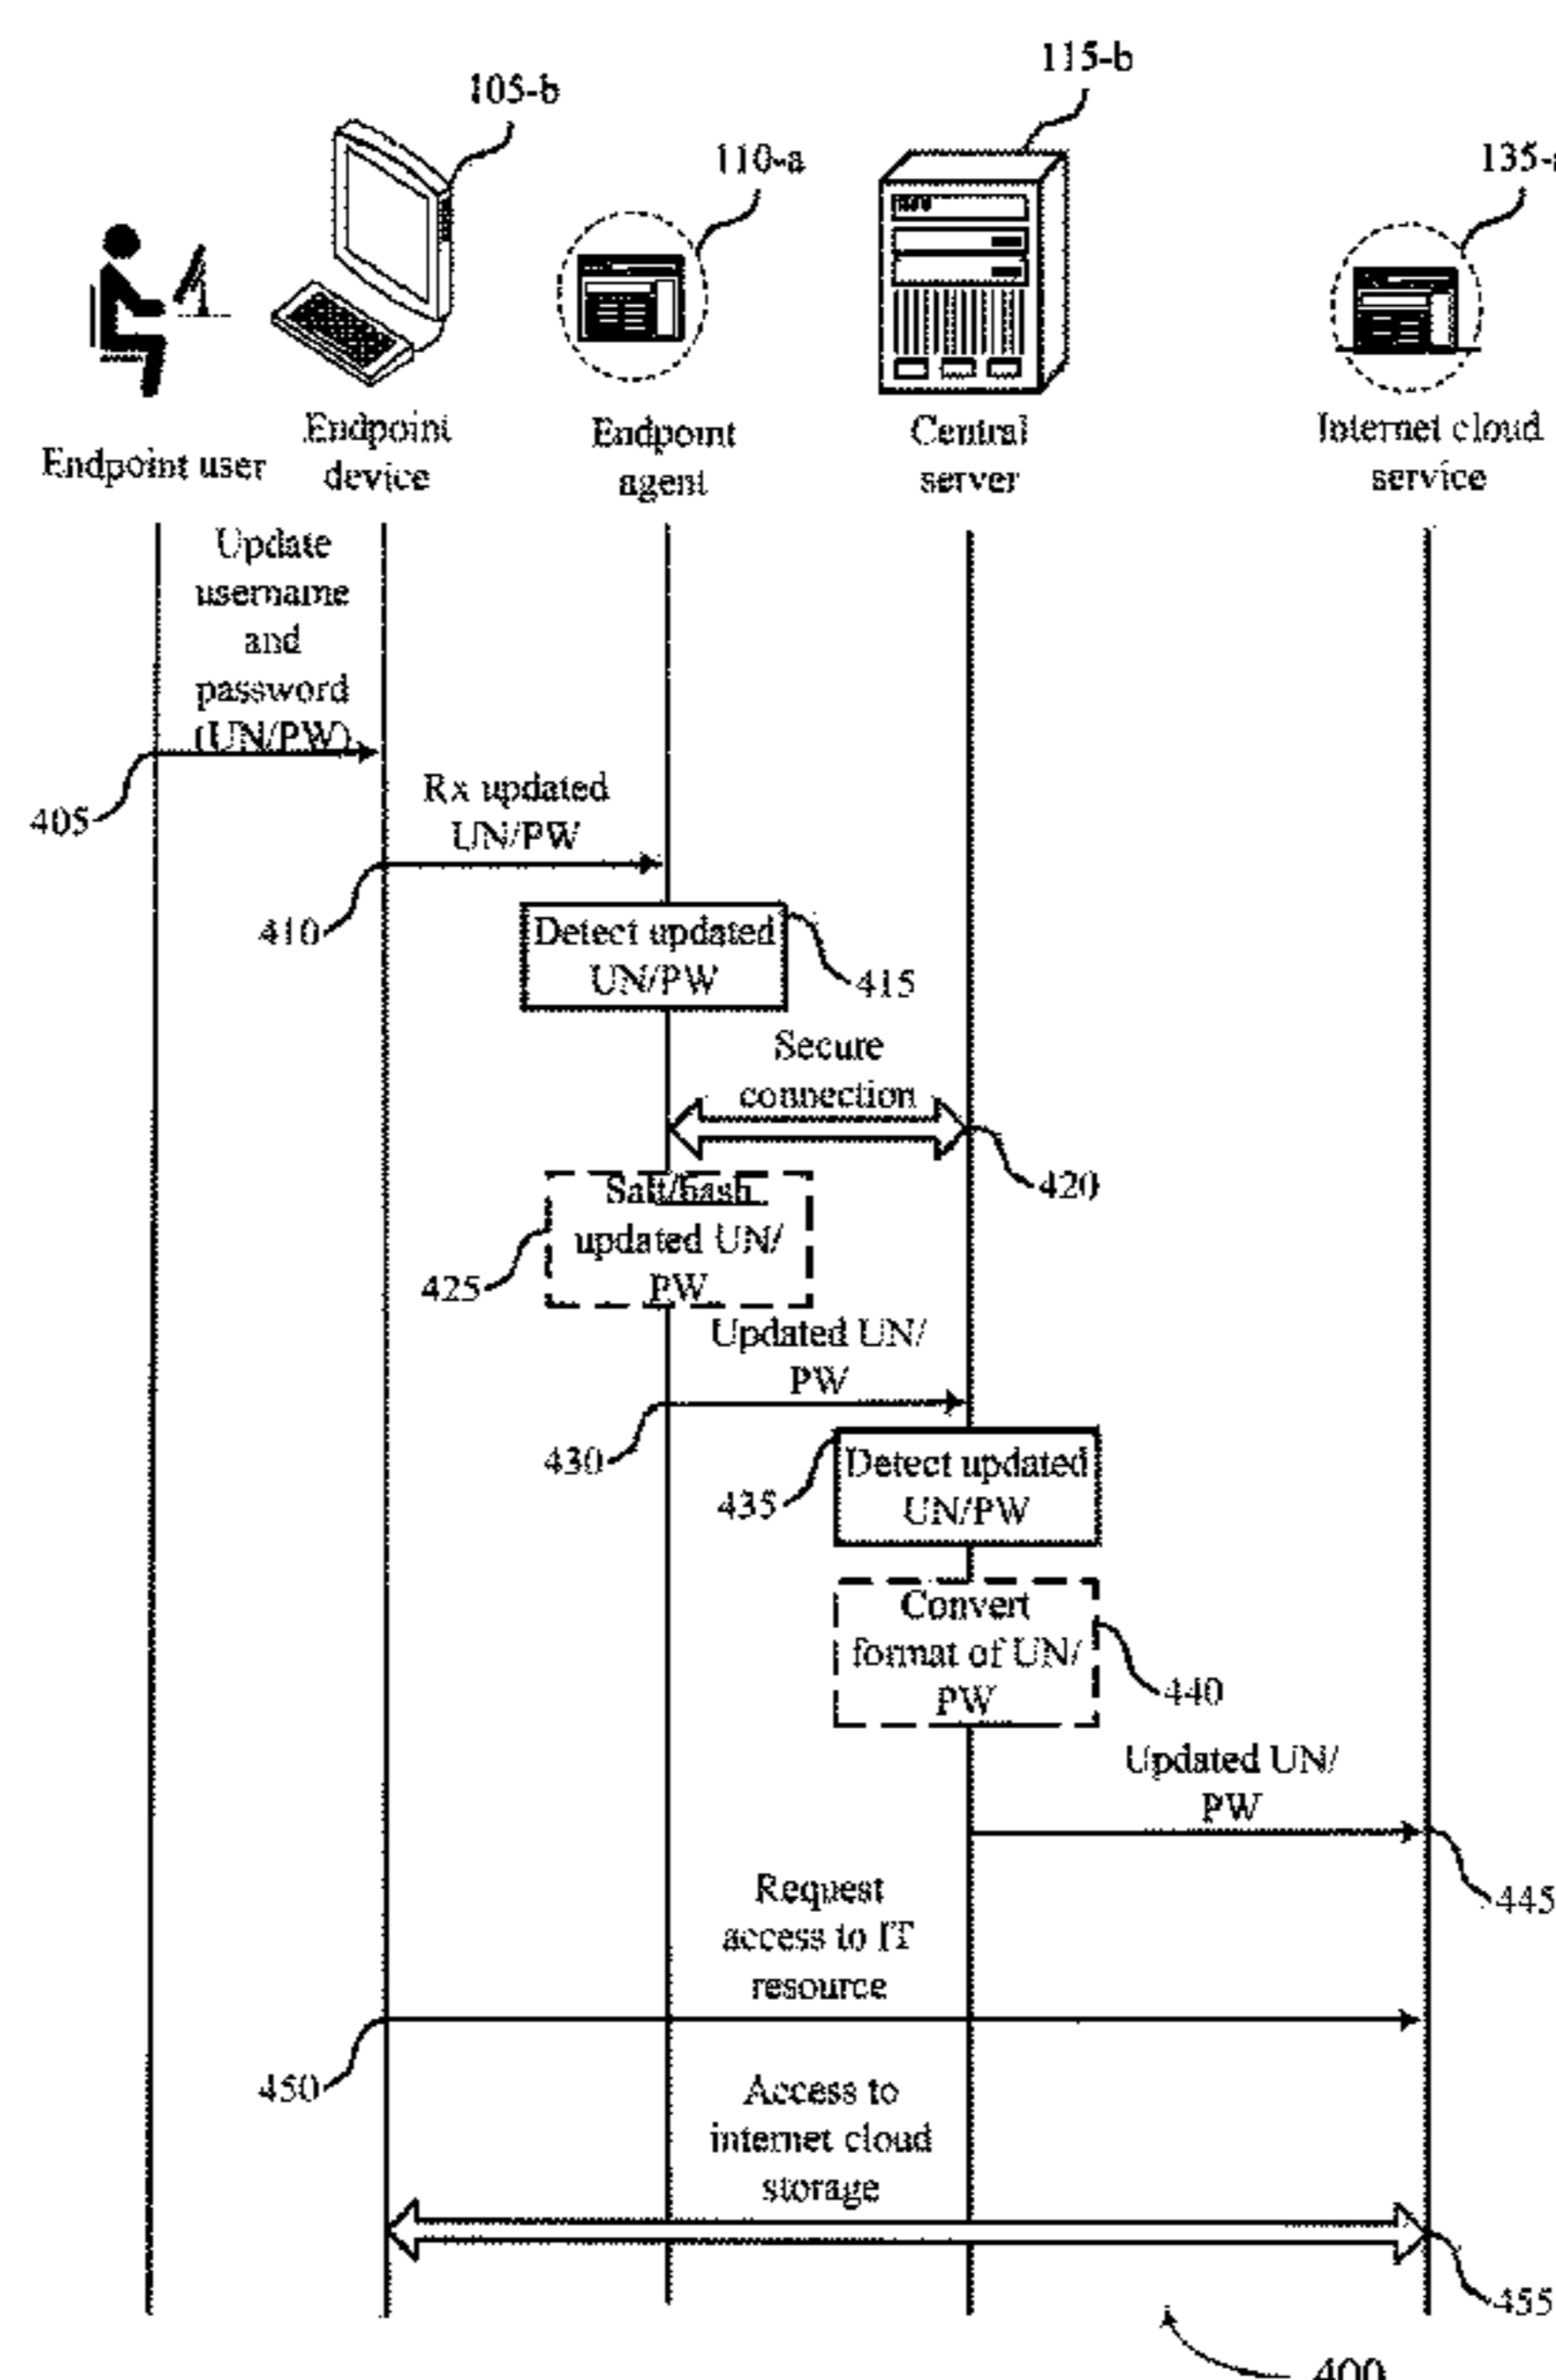 105-b
115-b
110-a
135-a
Endpoint user
Endpoint
device
Endpoint
agent
Central
server
Internet cloud
service
Update
username
and
password
(UN/PW)
405
Rx updated
UN/PW
410
Detect updated
UN/PW
415
Secure
connection
420
Salt/hash
updated UN/
PW
425
Updated UN/
PW
430
Detect updated
UN/PW
435
Convert
format of UN/
PW
440
Updated UN/
PW
445
Request
access to IT
resource
450
Access to
internet cloud
storage
455
400